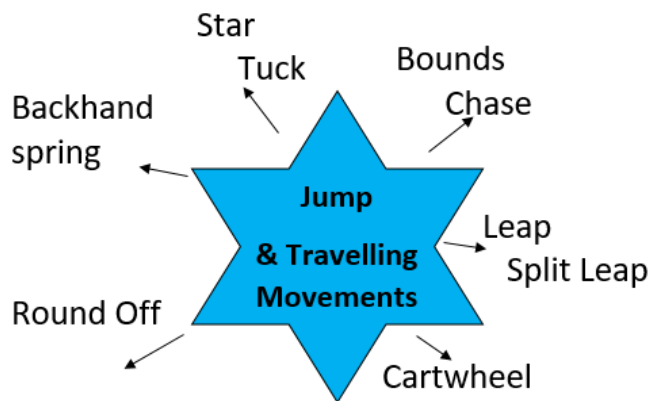 Star
Tuck
Bounds
Chase
Backhand
spring
Jump
& Travelling
Movements
Leap
Split Leap
Round Off
Cartwheel